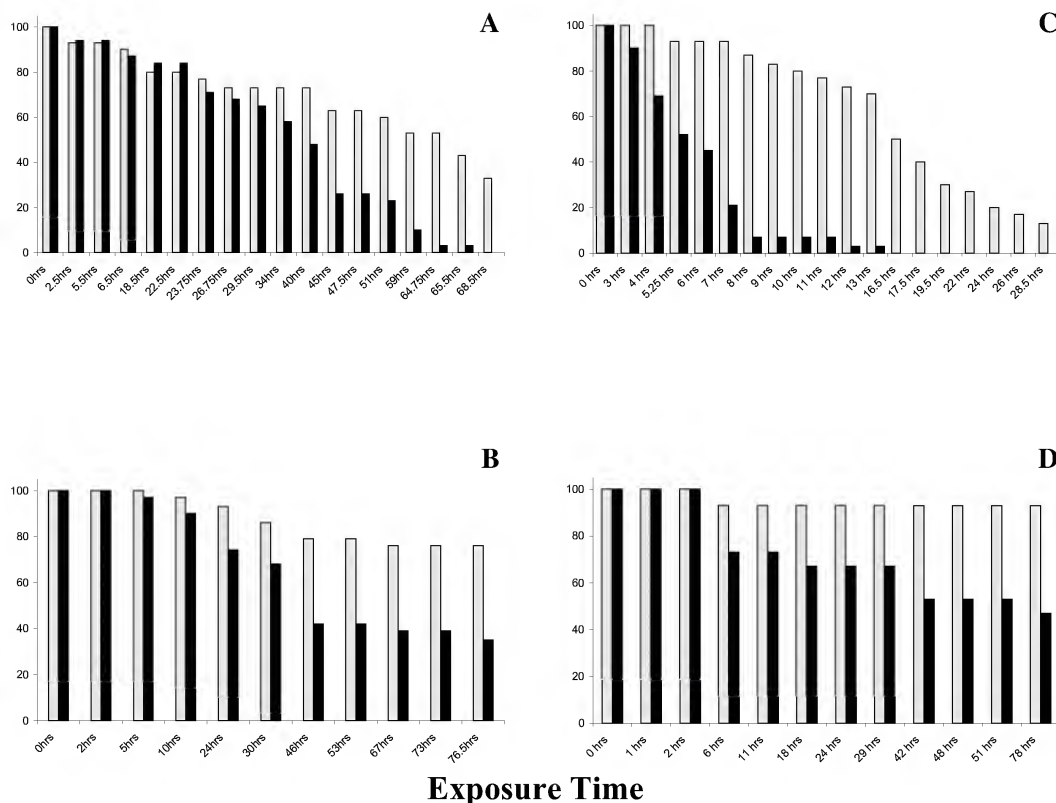 A
100
80
60
40
20
0
0hrs
2.5hrs
5.5hrs
6.5hrs
18.5hrs
22.5hrs
23.75hrs
26.75hrs
29.5hrs
34hrs
40hrs
45hrs
47.5hrs
51hrs
59hrs
64.75hrs
65.5hrs
68.5hrs
C
100
80
60
40
20
0
0 hrs
3 hrs
4 hrs
5.25 hrs
6 hrs
7 hrs
8 hrs
9 hrs
10 hrs
11 hrs
12 hrs
13 hrs
16.5 hrs
17.5 hrs
19.5 hrs
22 hrs
24 hrs
26 hrs
28.5 hrs
B
100
80
60
40
20
0
0hrs
2hrs
5hrs
10hrs
24hrs
30hrs
46hrs
53hrs
67hrs
73hrs
76.5hrs
D
100
80
60
40
20
0
0 hrs
1 hrs
2 hrs
6 hrs
11 hrs
18 hrs
24 hrs
29 hrs
42 hrs
48 hrs
51 hrs
78 hrs
Exposure Time